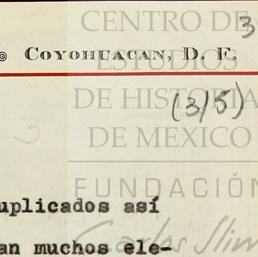 3
CENTRO DE
COYOHUACAN, D. F.
ESTUDIOS
DE HISTORIA
(3/5)
3
DE MEXICO
FUNDACIÓN
uplicados así
Carlos Slim
an muchos ele-